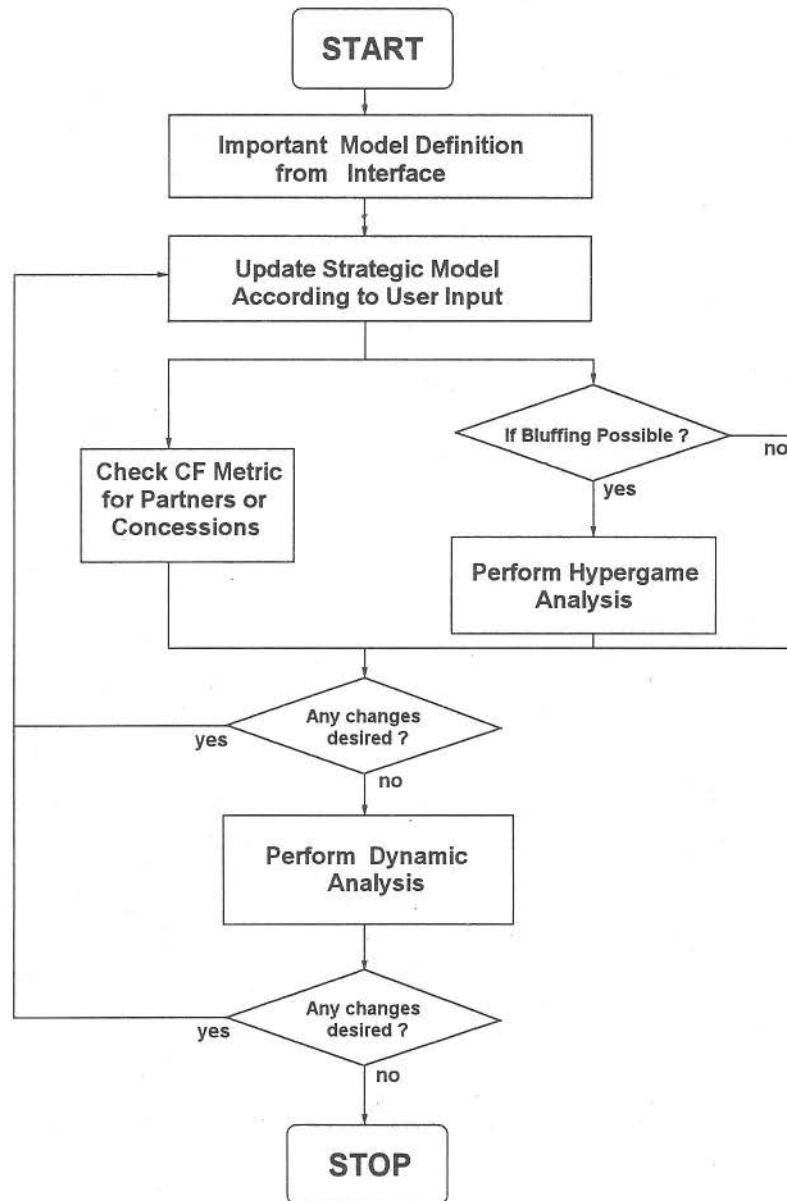 START
Important Model Definition
from Interface
Update Strategic Model
According to User Input
If Bluffing Possible ?
no
yes
Check CF Metric
for Partners or
Concessions
Perform Hypergame
Analysis
Any changes
desired ?
yes
no
Perform Dynamic
Analysis
Any changes
desired ?
yes
no
STOP